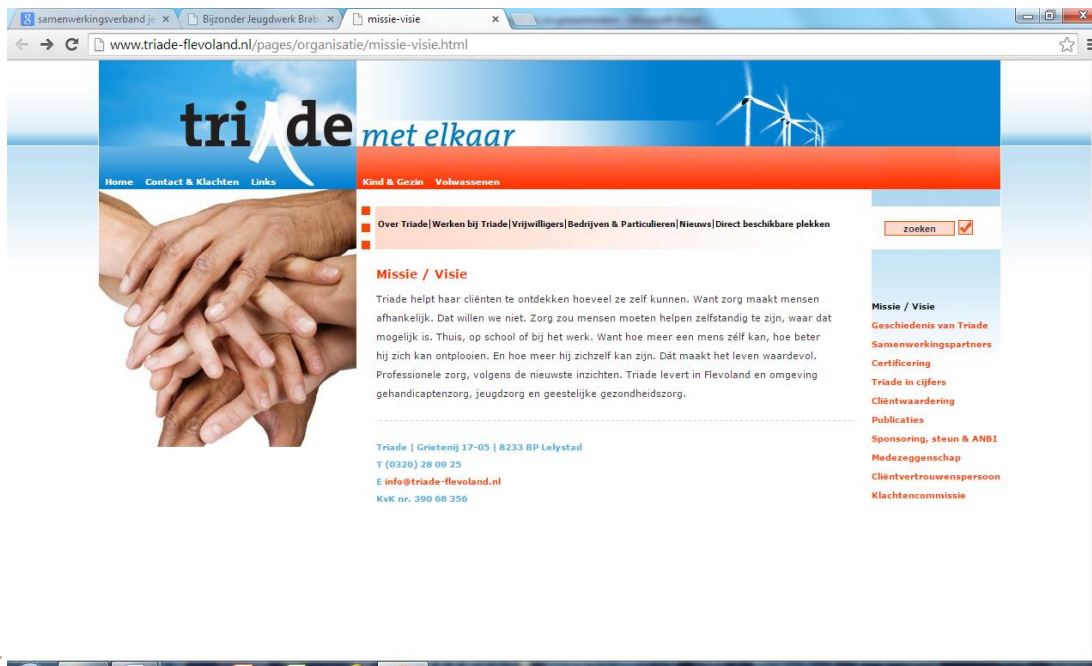 samenwerkingsverband je
Bijzonder Jeugdwerk Brab
missie-visie
www.triade-flevoland.nl/pages/organisatie/missie-visie.html
triade met elkaar
Home Contact & Klachten Links Kind & Gezin Volwassenen
Over Triade|Werken bij Triade|Vrijwilligers|Bedrijven & Particulieren|Nieuws|Direct beschikbare plekken
zoeken
Missie / Visie
Triade helpt haar cliënten te ontdekken hoeveel ze zelf kunnen. Want zorg maakt mensen
afhankelijk. Dat willen we niet. Zorg zou mensen moeten helpen zelfstandig te zijn, waar dat
mogelijk is. Thuis, op school of bij het werk. Want hoe meer een mens zélf kan, hoe beter
hij zich kan ontplooien. En hoe meer hij zichzelf kan zijn. Dát maakt het leven waardevol.
Professionele zorg, volgens de nieuwste inzichten. Triade levert in Flevoland en omgeving
gehandicaptenzorg, jeugdzorg en geestelijke gezondheidszorg.
Triade | Grietenij 17-05 | 8233 BP Lelystad
T (0320) 28 09 25
E info@triade-flevoland.nl
KvK nr. 390 68 356
Missie / Visie
Geschiedenis van Triade
Samenwerkingspartners
Certificering
Triade in cijfers
Cliëntwaardering
Publicaties
Sponsoring, steun & ANBI
Medezeggenschap
Cliëntvertrouwenspersoon
Klachtencommissie